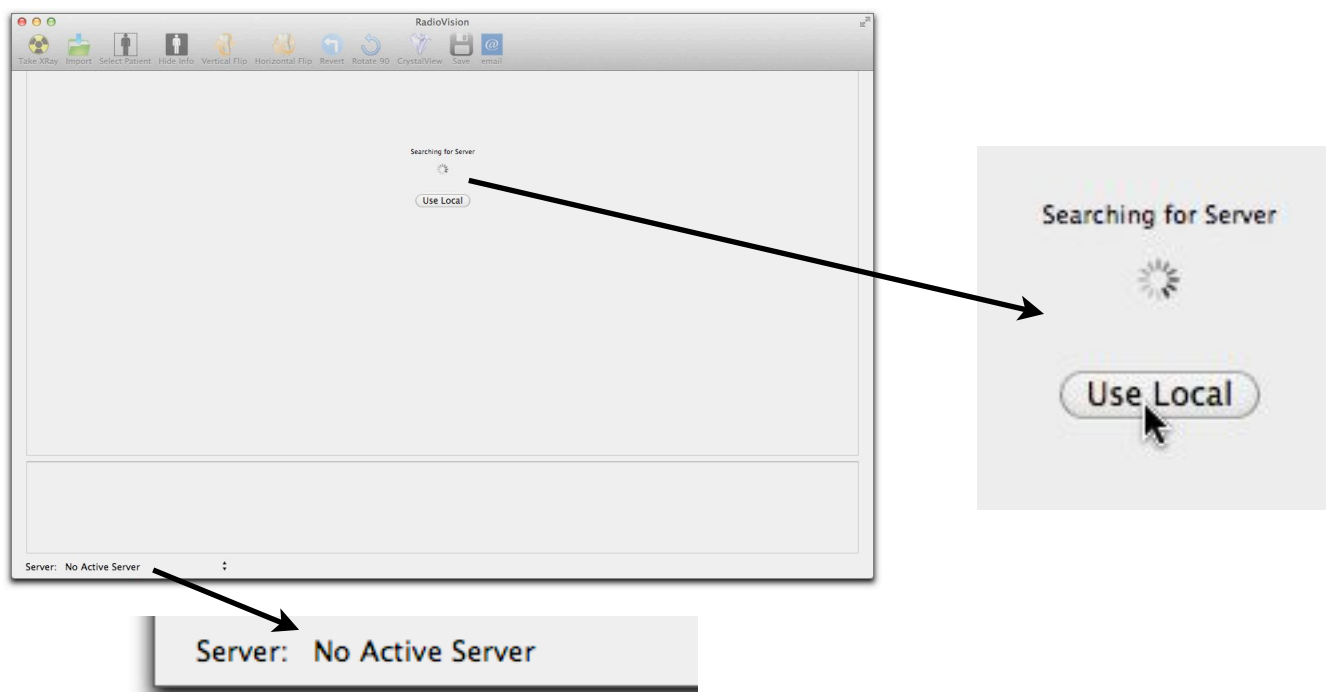 RadioVision
Take XRay Import Select Patient Hide Info Vertical Flip Horizontal Flip Revert Rotate 90 CrystalView Save email
@
Searching for Server
Use Local
Searching for Server
Use Local
Server: No Active Server
Server: No Active Server